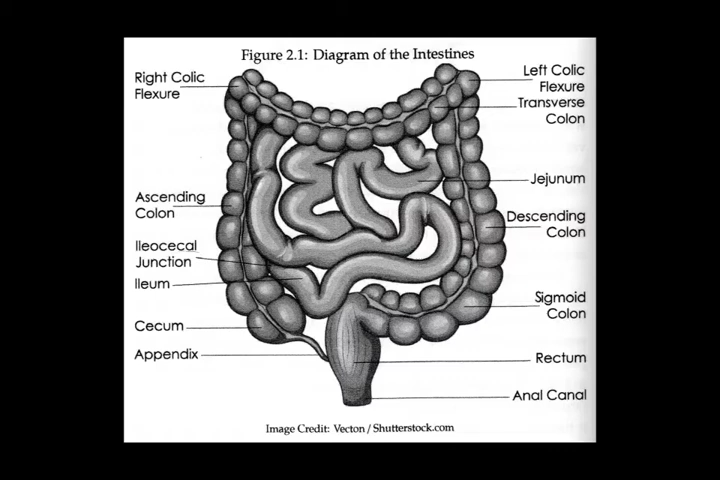 Figure 2.1: Diagram of the Intestines
Right Colic
Flexure
Left Colic
Flexure
Transverse
Colon
Jejunum
Ascending
Colon
Descending
Colon
Ileocecal
Junction
Ileum
Sigmoid
Colon
Cecum
Appendix
Rectum
Anal Canal
Image Credit: Vecton / Shutterstock.com